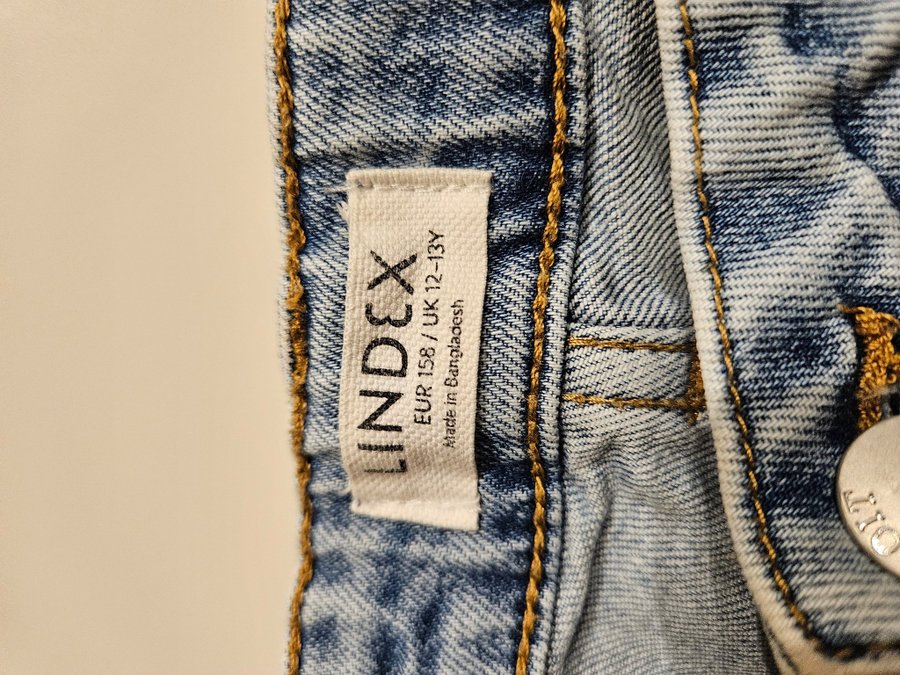 LINDEX
EUR 158 / UK 12-13Y
Made in Bangladesh